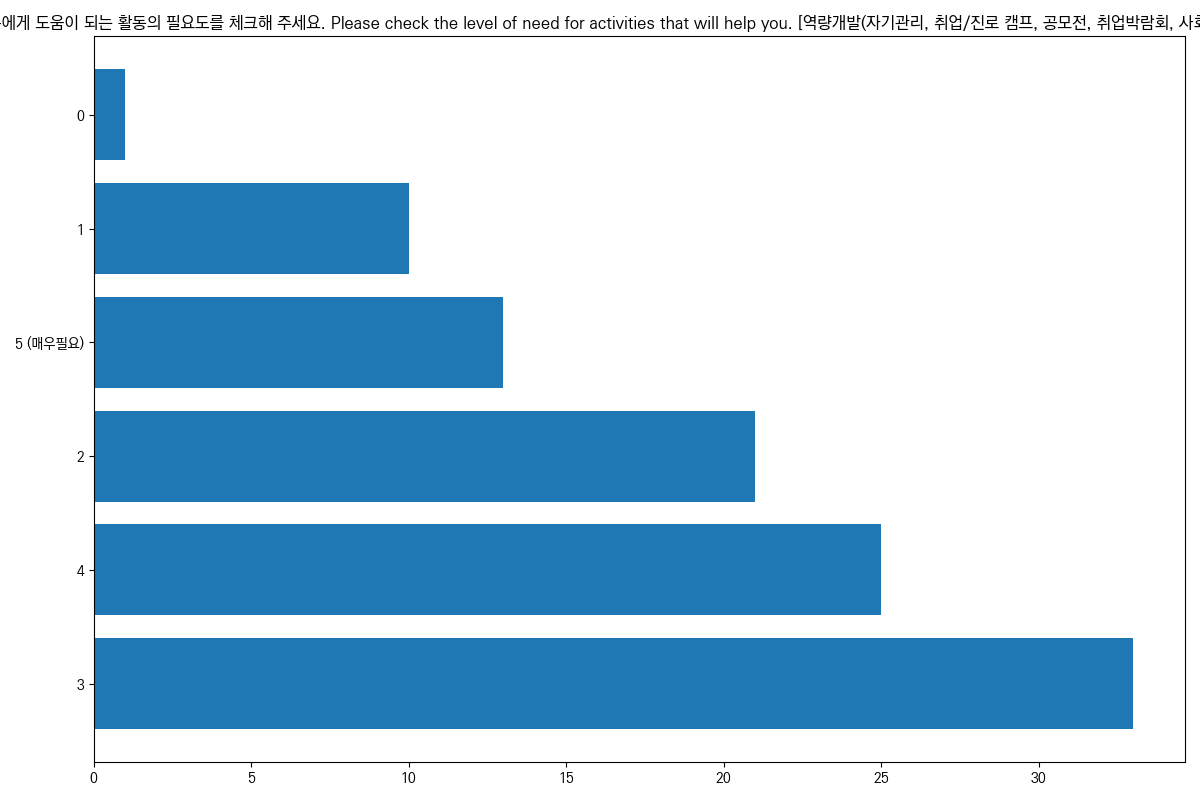 에게 도움이 되는 활동의 필요도를 체크해 주세요. Please check the level of need for activities that will help you. [역량개발(자기관리, 취업/진로 캠프, 공모전, 취업박람회,
0
1
5 (매우필요)
2
4
3
0 5 10 15 20 25 30